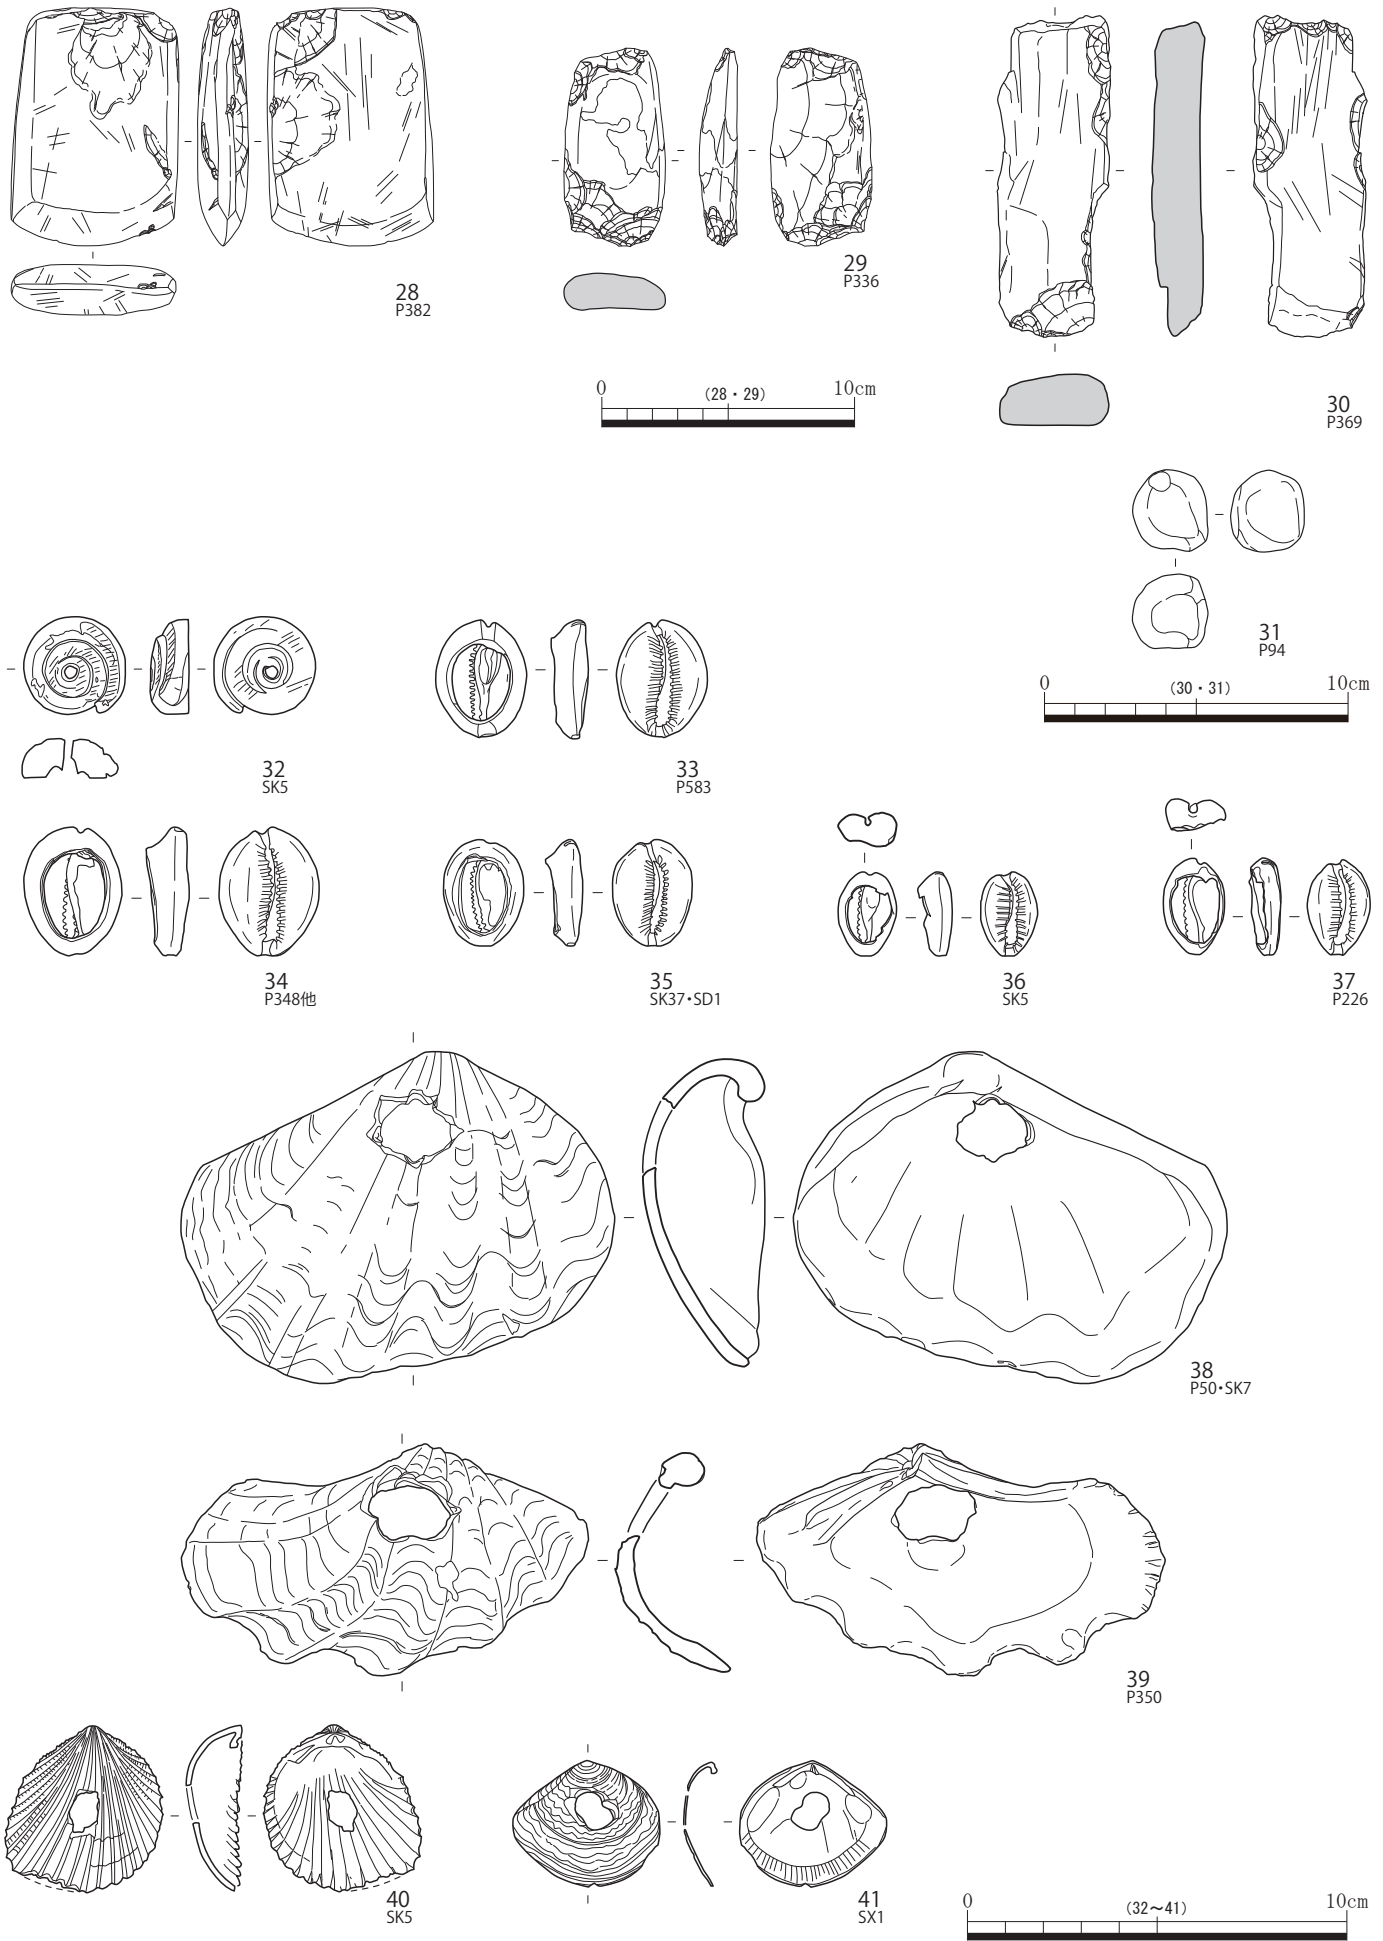 28
P382
29
P336
0 (28・29) 10cm
30
P369
31
P94
0 (30・31) 10cm
32
SK5
33
P583
34
P348他
35
SK37・SD1
36
SK5
37
P226
38
P50・SK7
39
P350
40
SK5
41
SX1
0 (32～41) 10cm